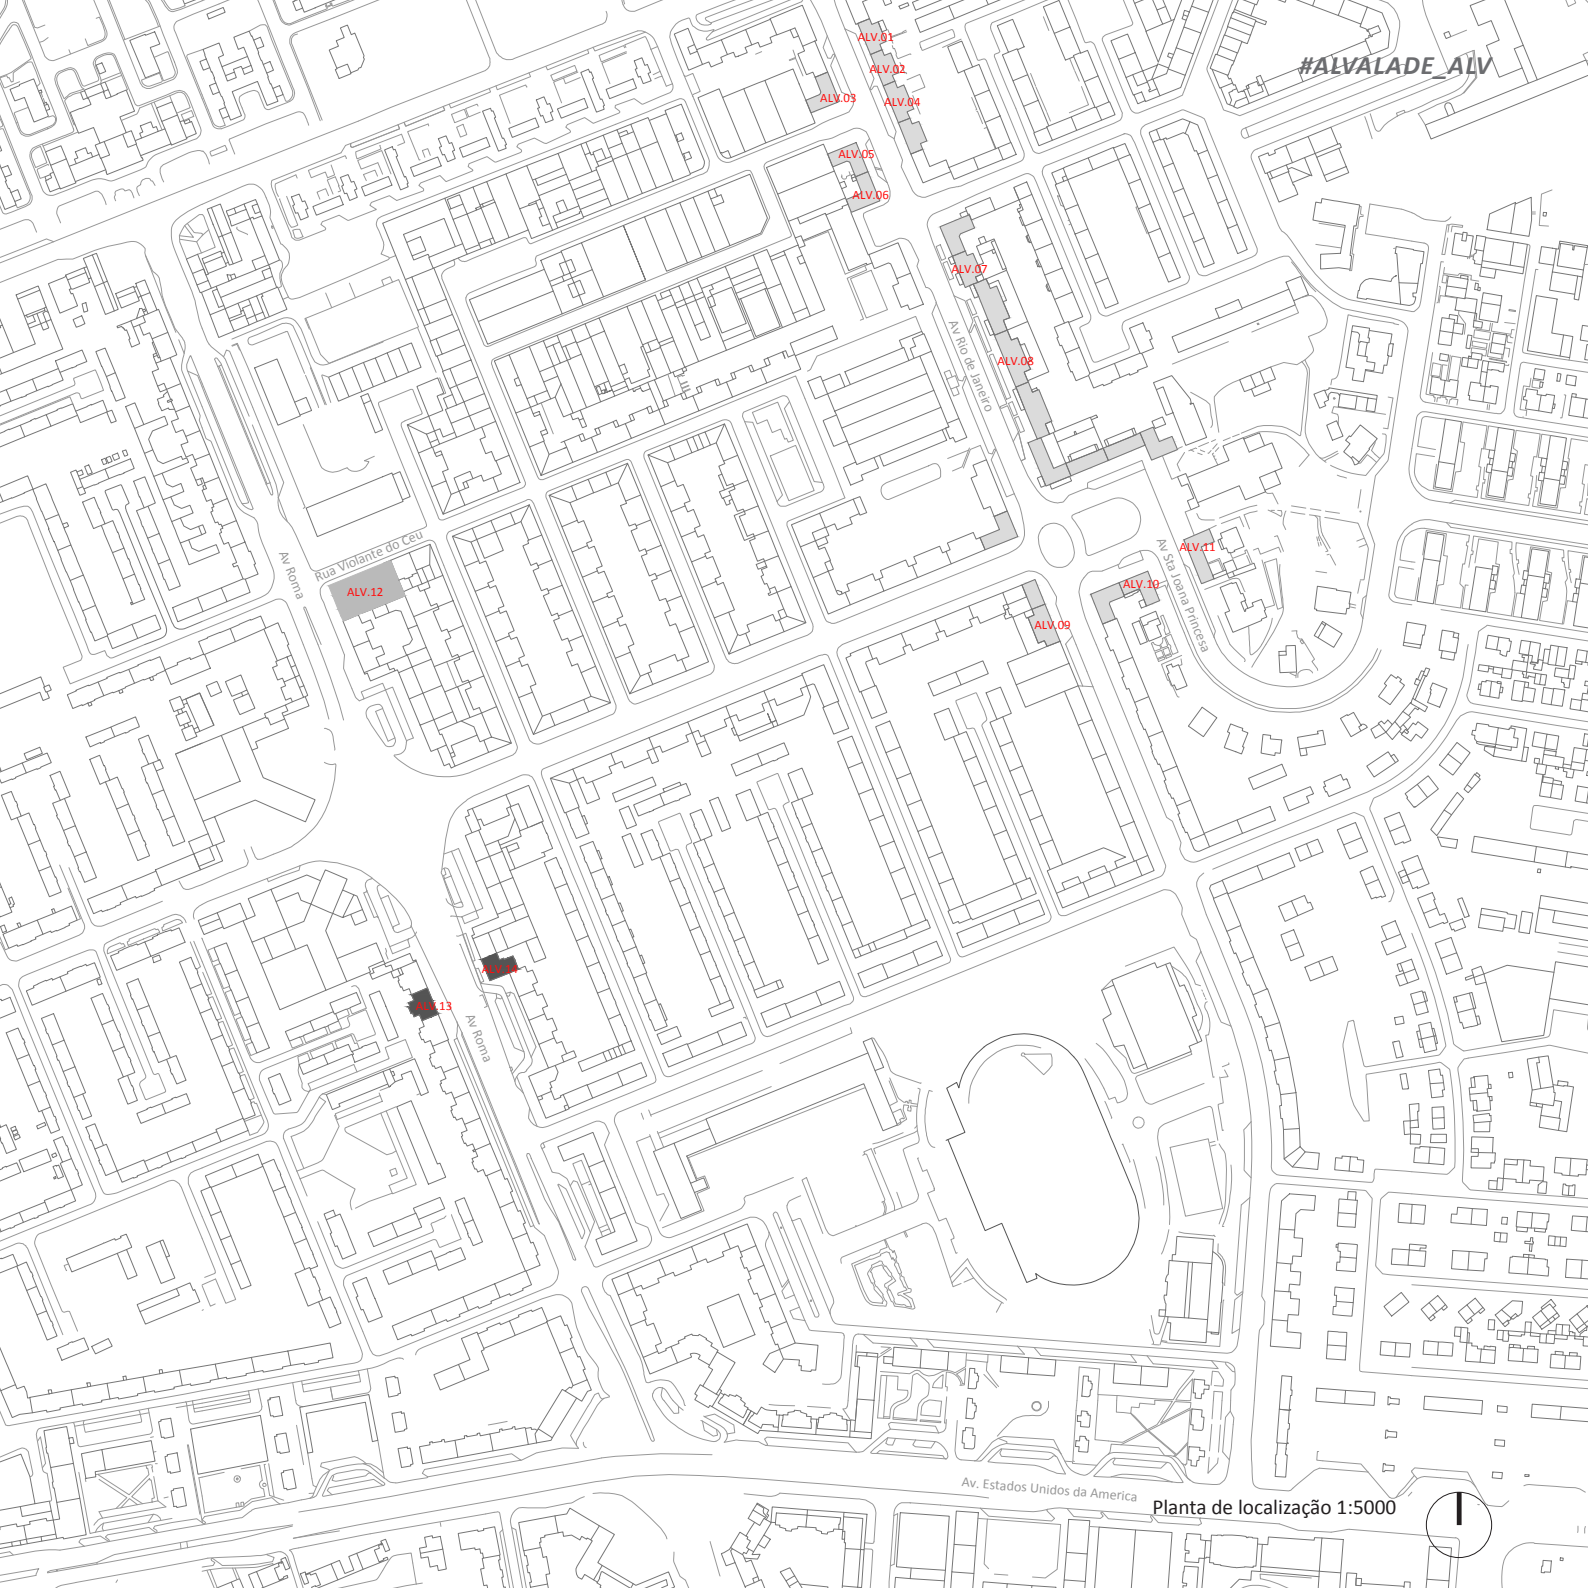 ALV.01
#ALVALADE_ALV
ALV.02
ALV.03
ALV.04
ALV.05
ALV.06
ALV.07
Av Rio de Janeiro
ALV.08
Rua Violante do Ceu
Av Roma
ALV.12
ALV.11
Av Sta Joana Princesa
ALV.10
ALV.09
ALV.14
ALV.13
Av Roma
Av. Estados Unidos da America
Planta de localização 1:5000